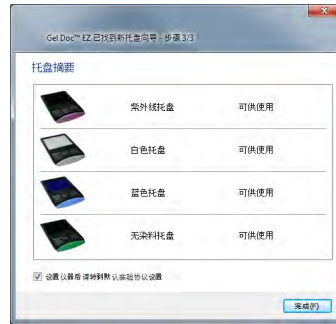 Gel Doc™ EZ 已找到新托盘向导 - 步骤 3/3
托盘摘要
紫外线托盘 可供使用
白色托盘 可供使用
蓝色托盘 可供使用
无染料托盘 可供使用
设置仪器后请转到默认实验协议设置
完成(F)